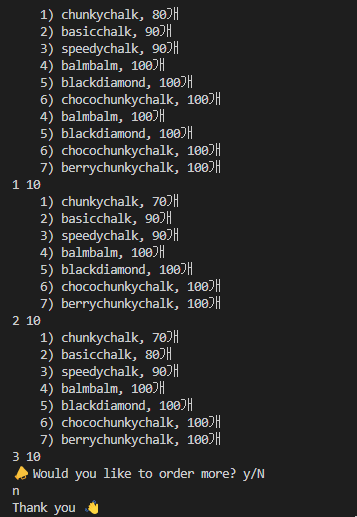 1) chunkychalk, 80개
2) basicchalk, 90개
3) speedychalk, 90개
4) balmbalm, 100개
5) blackdiamond, 100개
6) chocochunkychalk, 100개
4) balmbalm, 100개
5) blackdiamond, 100개
6) chocochunkychalk, 100개
7) berrychunkychalk, 100개
1 10
1) chunkychalk, 70개
2) basicchalk, 90개
3) speedychalk, 90개
4) balmbalm, 100개
5) blackdiamond, 100개
6) chocochunkychalk, 100개
7) berrychunkychalk, 100개
2 10
1) chunkychalk, 70개
2) basicchalk, 80개
3) speedychalk, 90개
4) balmbalm, 100개
5) blackdiamond, 100개
6) chocochunkychalk, 100개
7) berrychunkychalk, 100개
3 10
📣 Would you like to order more? y/N
n
Thank you 👋